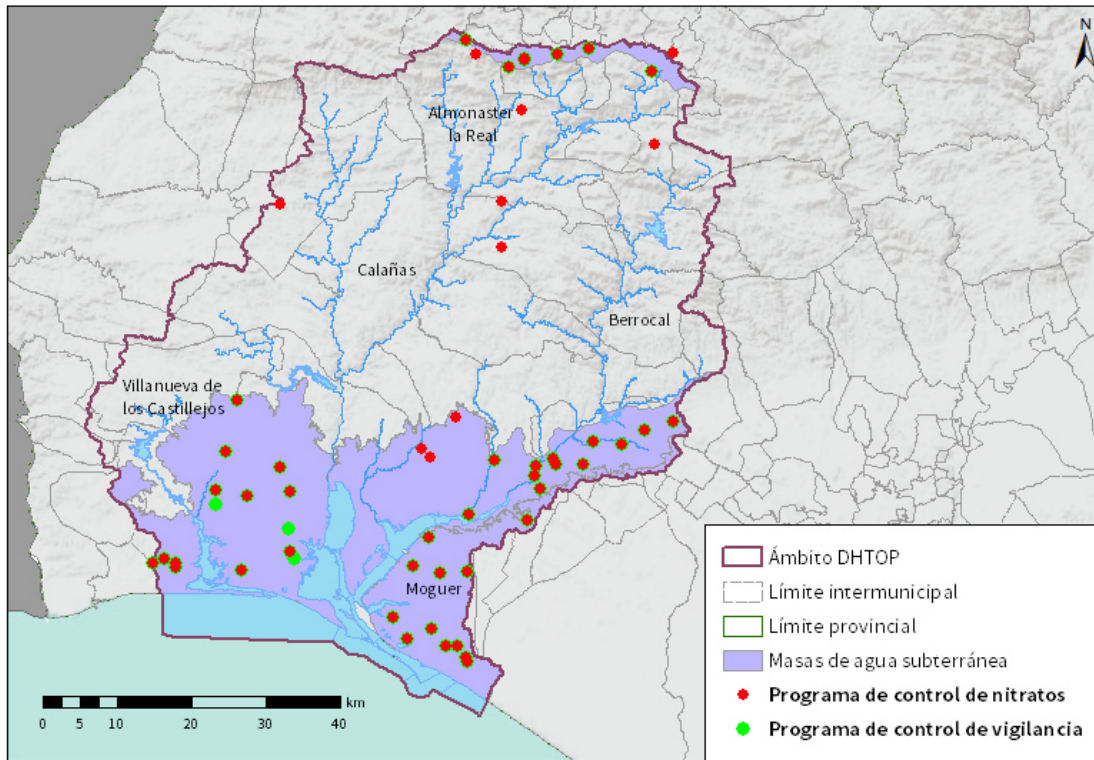 N
Almonaster
la Real
Calañas
Berrocal
Villanueva de
los Castillejos
Moguer
km
0 5 10 20 30 40
Ámbito DHTOP
Límite intermunicipal
Límite provincial
Masas de agua subterránea
Programa de control de nitratos
Programa de control de vigilancia